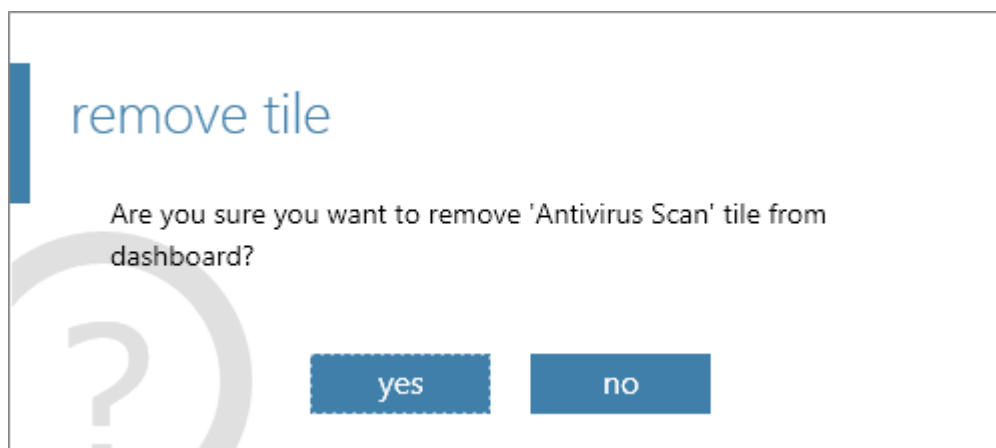 remove tile
Are you sure you want to remove 'Antivirus Scan' tile from
dashboard?
?
yes
no